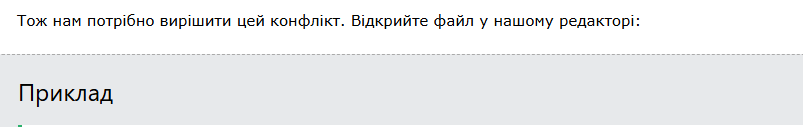 Тож нам потрібно вирішити цей конфлікт. Відкрийте файл у нашому редакторі:
Приклад